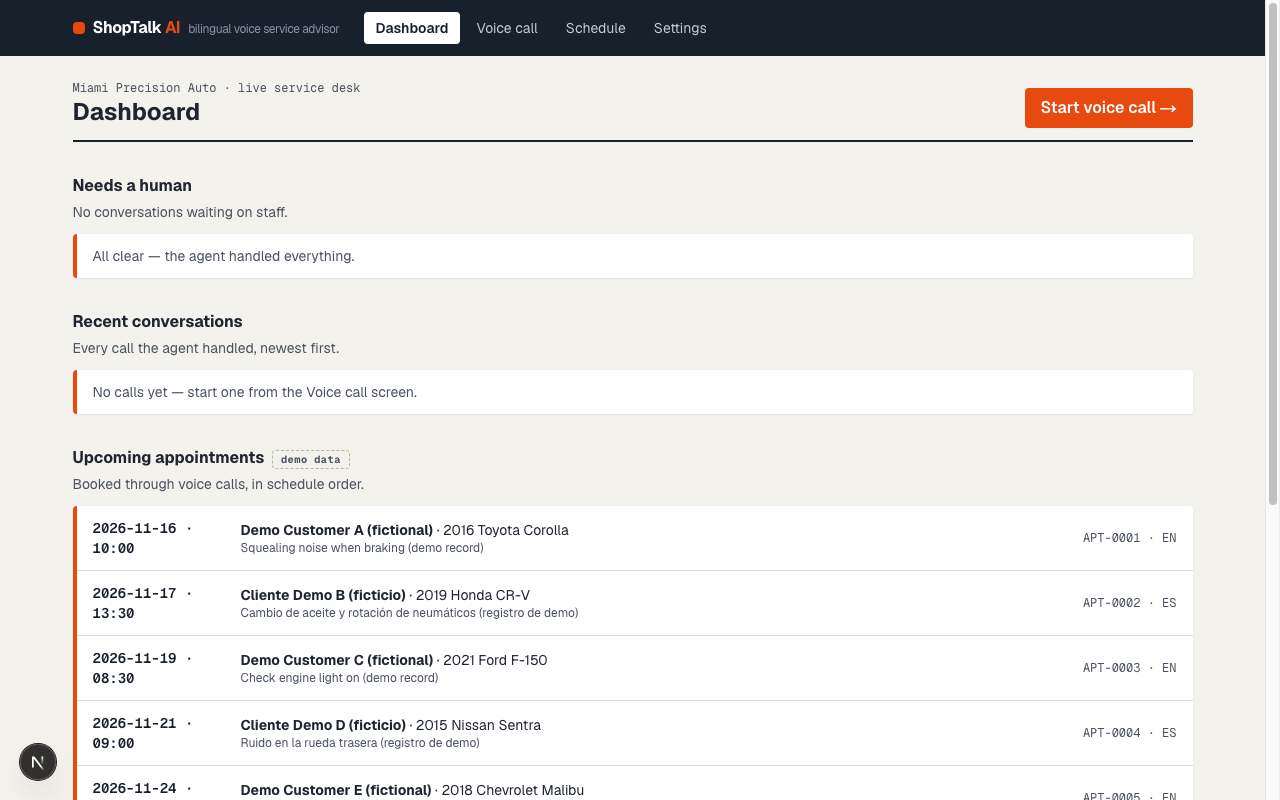 ShopTalk AI bilingual voice service advisor Dashboard Voice call Schedule Settings
Miami Precision Auto · live service desk
Dashboard
Start voice call →
Needs a human
No conversations waiting on staff.
All clear — the agent handled everything.
Recent conversations
Every call the agent handled, newest first.
No calls yet — start one from the Voice call screen.
Upcoming appointments demo data
Booked through voice calls, in schedule order.
2026-11-16 ·
10:00
Demo Customer A (fictional) · 2016 Toyota Corolla
Squealing noise when braking (demo record)
APT-0001 · EN
2026-11-17 ·
13:30
Cliente Demo B (ficticio) · 2019 Honda CR-V
Cambio de aceite y rotación de neumáticos (registro de demo)
APT-0002 · ES
2026-11-19 ·
08:30
Demo Customer C (fictional) · 2021 Ford F-150
Check engine light on (demo record)
APT-0003 · EN
2026-11-21 ·
09:00
Cliente Demo D (ficticio) · 2015 Nissan Sentra
Ruido en la rueda trasera (registro de demo)
APT-0004 · ES
2026-11-24 ·
Demo Customer E (fictional) · 2018 Chevrolet Malibu
APT-0005 · EN
N